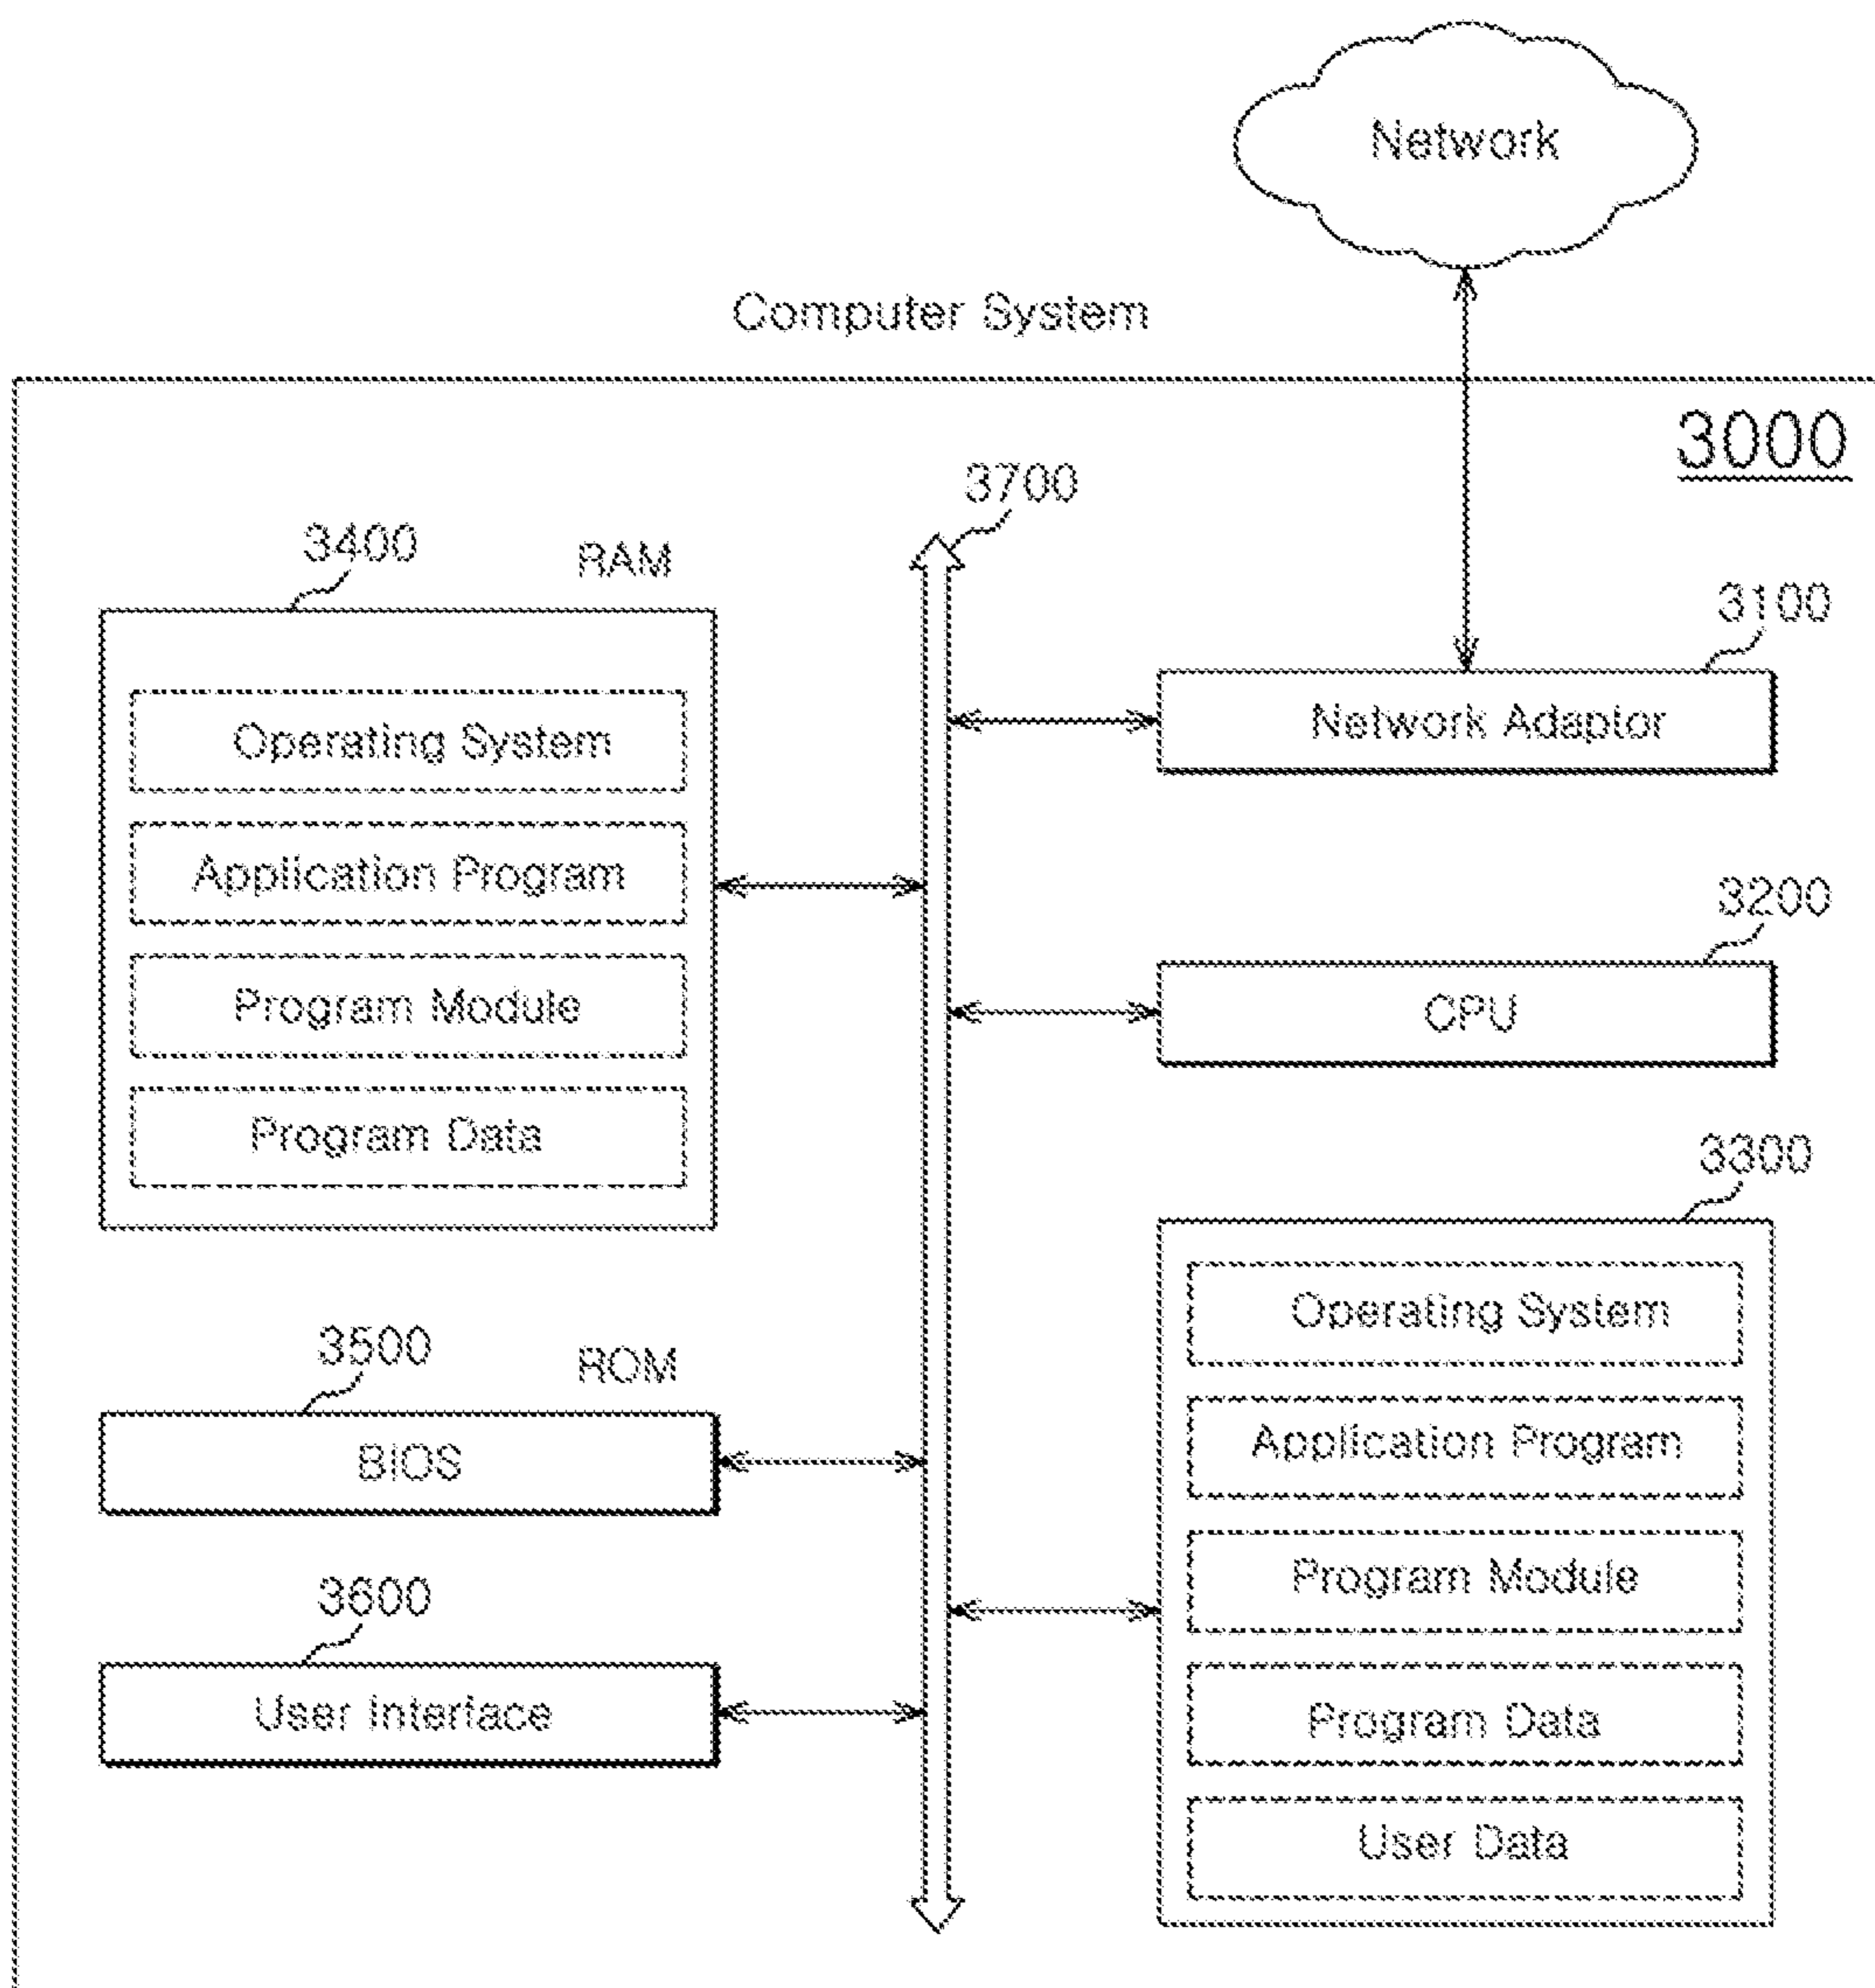 Network
Computer System
3000
3700
3400
RAM
Operating System
Application Program
Program Module
Program Data
3100
Network Adaptor
3200
CPU
3300
Operating System
Application Program
Program Module
Program Data
User Data
3500
ROM
BIOS
3600
User Interface